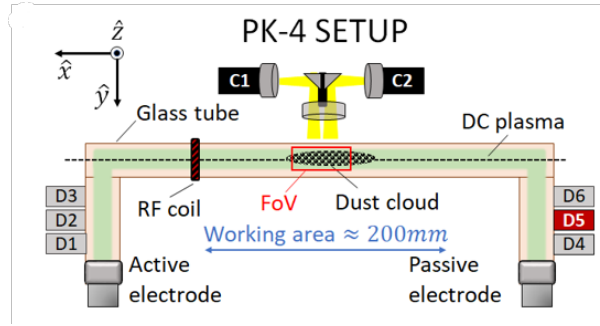 PK-4 SETUP
ẑ
x̂
ŷ
C1
C2
Glass tube
DC plasma
D3
D2
D1
RF coil
FoV
Dust cloud
D6
D5
D4
Working area ≈ 200mm
Active
electrode
Passive
electrode